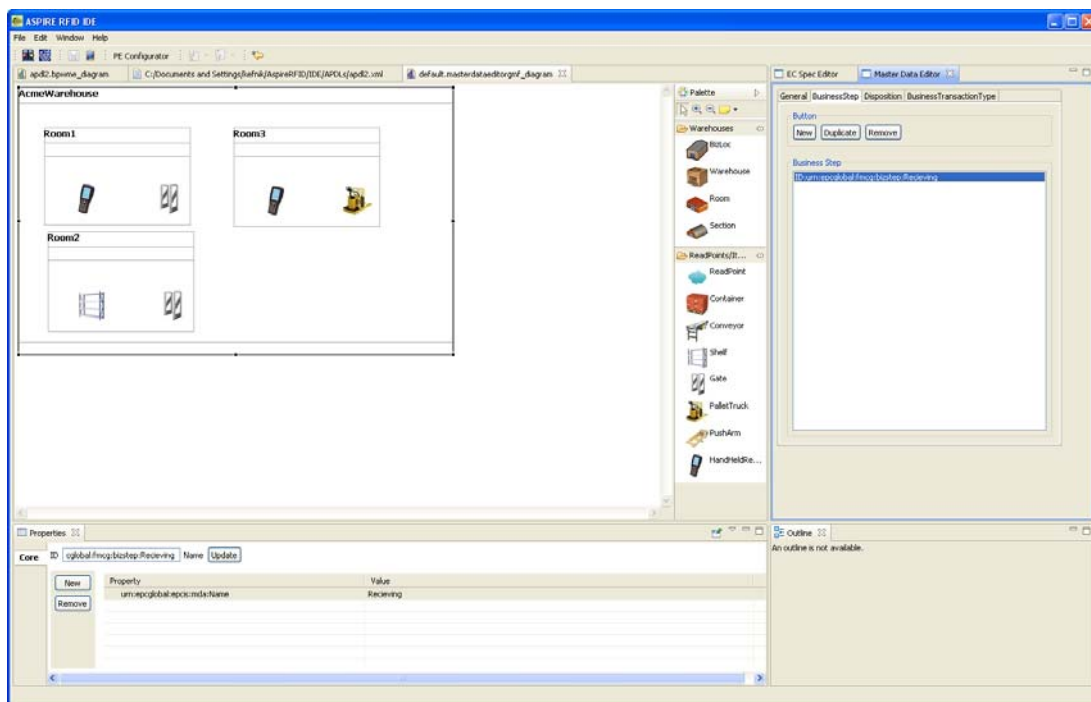 ASPIRE RFID IDE
File Edit Window Help
PE Configurator
apdl2.bpwme_diagram
C:/Documents and Settings/kefnik/AspireRFID/IDE/APDLs/apdl2.xml
default.masterdataeditorgmf_diagram
AcmeWarehouse
Room1
Room3
Room2
Palette
Warehouses
BizLoc
Warehouse
Room
Section
ReadPoints/It...
ReadPoint
Container
Conveyor
Shelf
Gate
PalletTruck
PushArm
HandHeldRe...
EC Spec Editor
Master Data Editor
General BusinessStep Disposition BusinessTransactionType
Button
New Duplicate Remove
Business Step
ID:urn:epcglobal:fmcg:bizstep:Recieving
Properties
Core
ID cglobal:fmcg:bizstep:Recieving Name Update
New
Remove
Property Value
urn:epcglobal:epcis:mda:Name Recieving
Outline
An outline is not available.